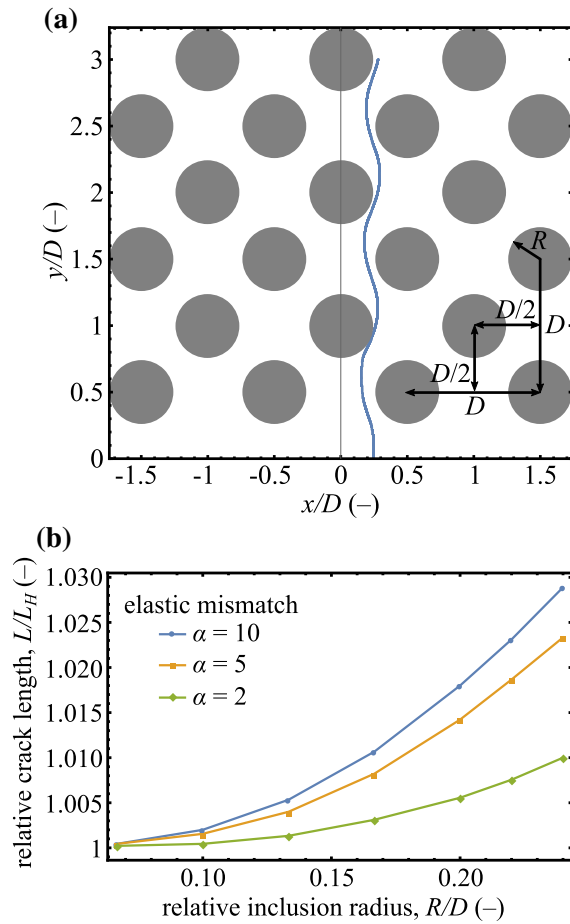 (a)
3
2.5
2
1.5
1
0.5
0
y/D (–)
R
D/2
D
D/2
D
-1.5 -1 -0.5 0 0.5 1 1.5
x/D (–)
(b)
1.030
1.025
1.020
1.015
1.010
1.005
1
relative crack length, L/L_H (–)
elastic mismatch
α = 10
α = 5
α = 2
0.10 0.15 0.20
relative inclusion radius, R/D (–)